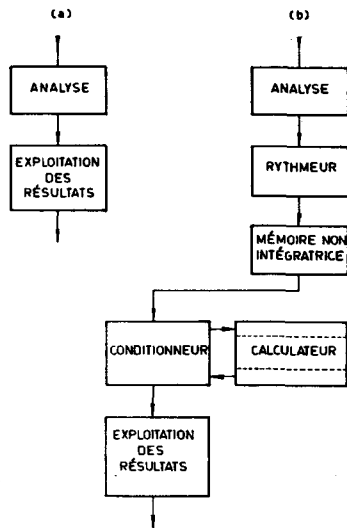 (a)
ANALYSE
EXPLOITATION
DES
RÉSULTATS
(b)
ANALYSE
RYTHMEUR
MÉMOIRE NON
INTÉGRATRICE
CONDITIONNEUR
CALCULATEUR
EXPLOITATION
DES
RÉSULTATS